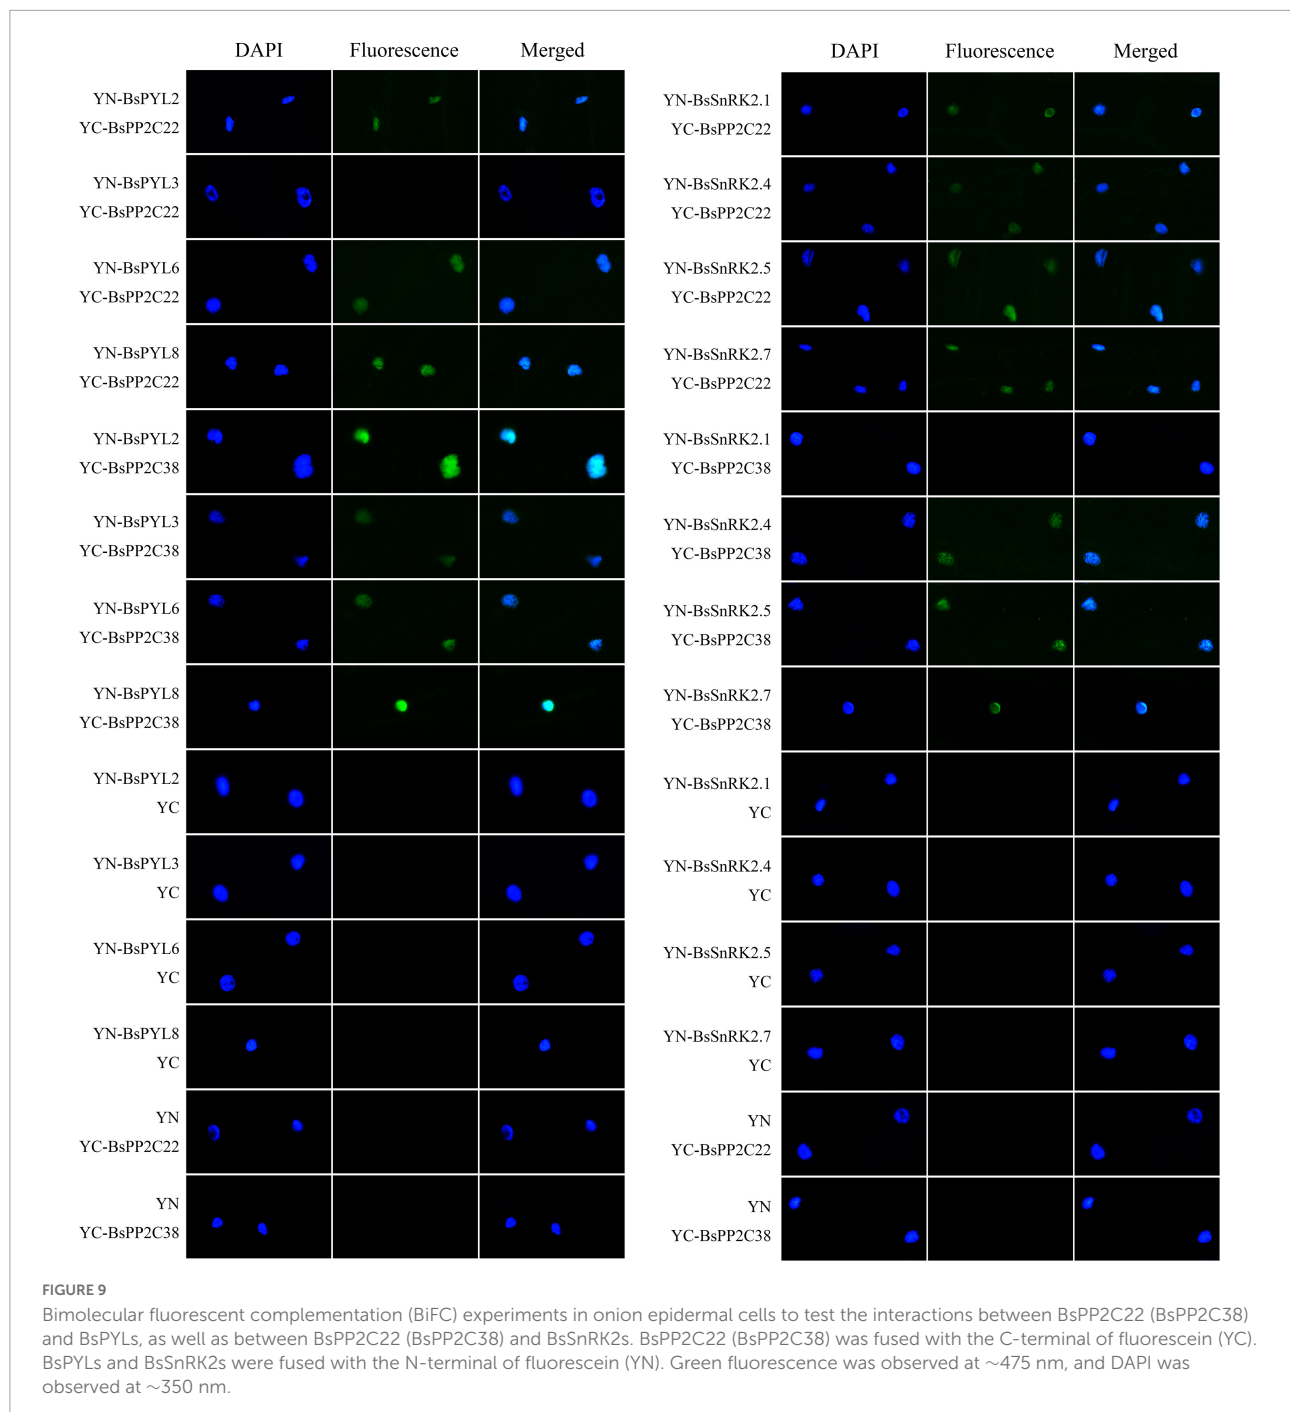 DAPI Fluorescence Merged
YN-BsPYL2
YC-BsPP2C22
YN-BsPYL3
YC-BsPP2C22
YN-BsPYL6
YC-BsPP2C22
YN-BsPYL8
YC-BsPP2C22
YN-BsPYL2
YC-BsPP2C38
YN-BsPYL3
YC-BsPP2C38
YN-BsPYL6
YC-BsPP2C38
YN-BsPYL8
YC-BsPP2C38
YN-BsPYL2
YC
YN-BsPYL3
YC
YN-BsPYL6
YC
YN-BsPYL8
YC
YN
YC-BsPP2C22
YN
YC-BsPP2C38
DAPI Fluorescence Merged
YN-BsSnRK2.1
YC-BsPP2C22
YN-BsSnRK2.4
YC-BsPP2C22
YN-BsSnRK2.5
YC-BsPP2C22
YN-BsSnRK2.7
YC-BsPP2C22
YN-BsSnRK2.1
YC-BsPP2C38
YN-BsSnRK2.4
YC-BsPP2C38
YN-BsSnRK2.5
YC-BsPP2C38
YN-BsSnRK2.7
YC-BsPP2C38
YN-BsSnRK2.1
YC
YN-BsSnRK2.4
YC
YN-BsSnRK2.5
YC
YN-BsSnRK2.7
YC
YN
YC-BsPP2C22
YN
YC-BsPP2C38
FIGURE 9
Bimolecular fluorescent complementation (BiFC) experiments in onion epidermal cells to test the interactions between BsPP2C22 (BsPP2C38)
and BsPYLs, as well as between BsPP2C22 (BsPP2C38) and BsSnRK2s. BsPP2C22 (BsPP2C38) was fused with the C-terminal of fluorescein (YC).
BsPYLs and BsSnRK2s were fused with the N-terminal of fluorescein (YN). Green fluorescence was observed at ~475 nm, and DAPI was
observed at ~350 nm.